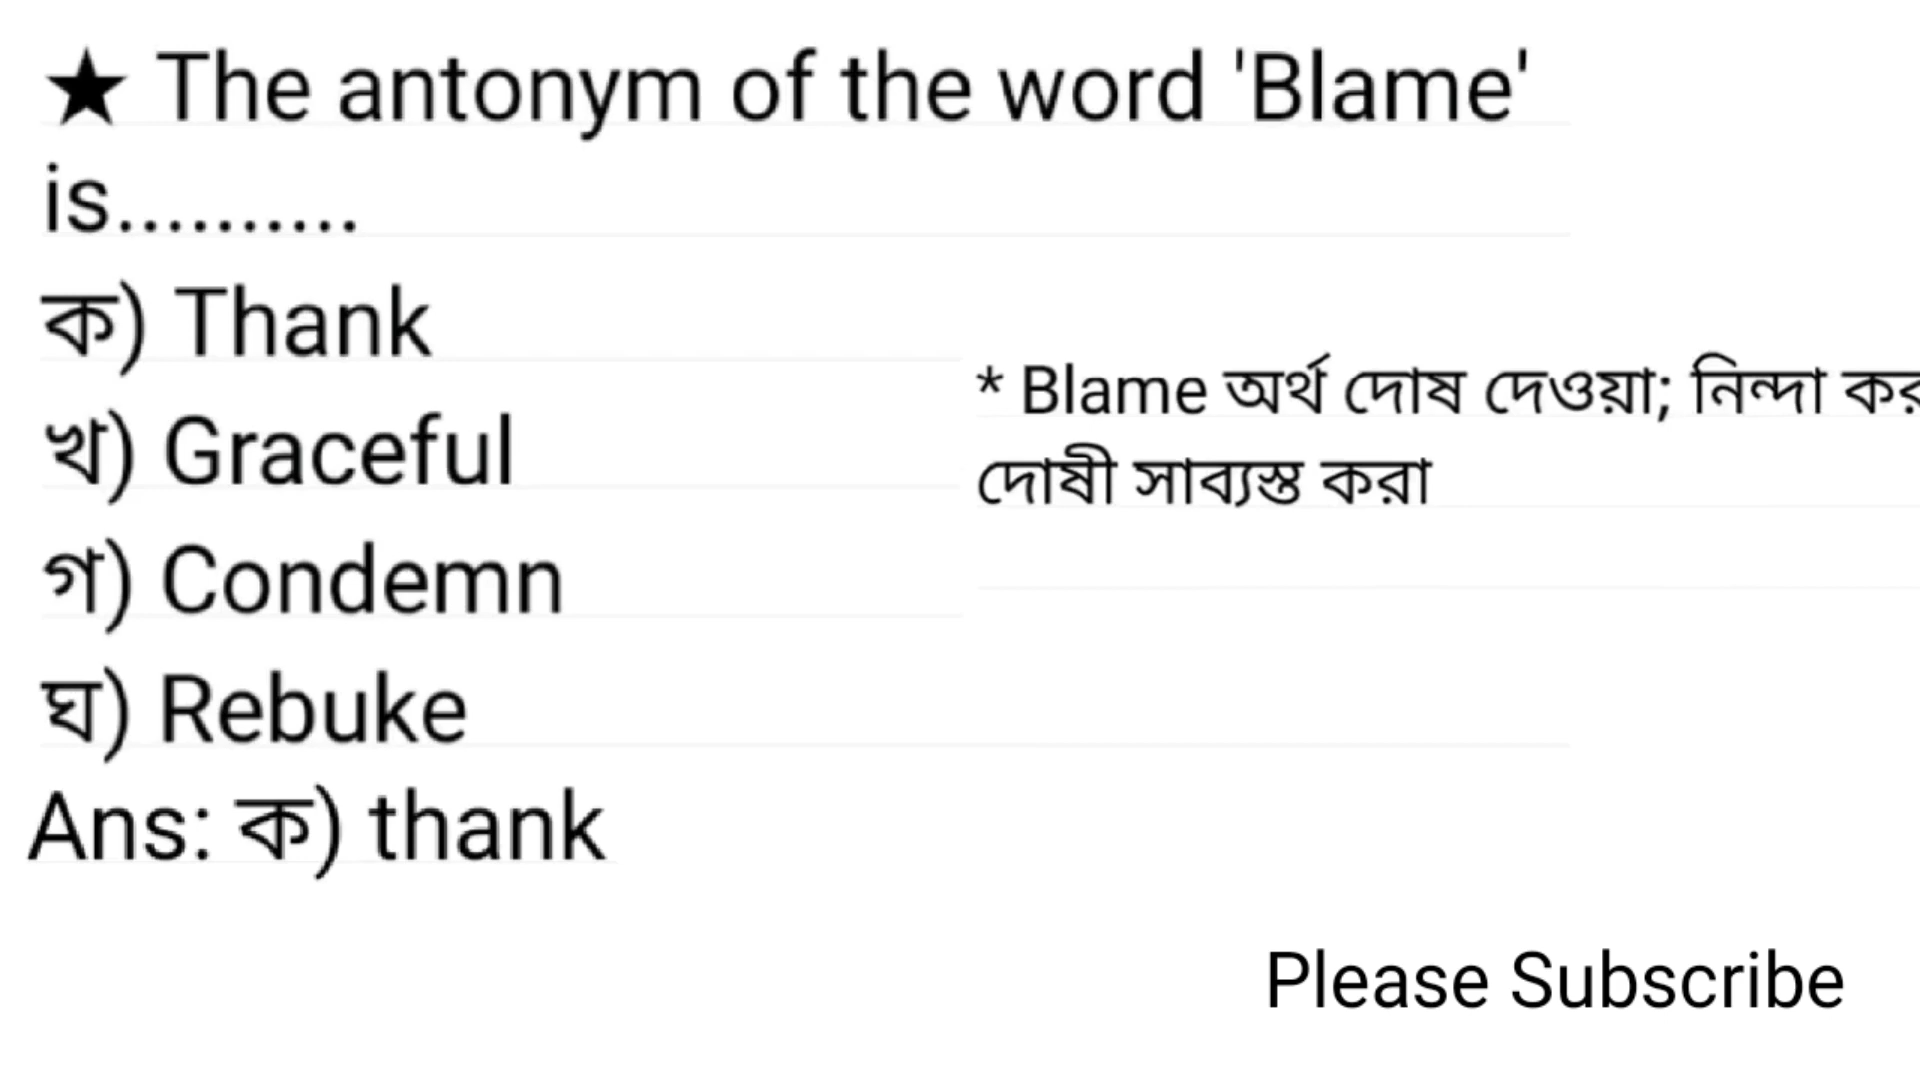 ★ The antonym of the word 'Blame'
is..........
ক) Thank
খ) Graceful
গ) Condemn
ঘ) Rebuke
Ans: ক) thank
* Blame অর্থ দোষ দেওয়া; নিন্দা
দোষী সাব্যস্ত করা
Please Subscribe